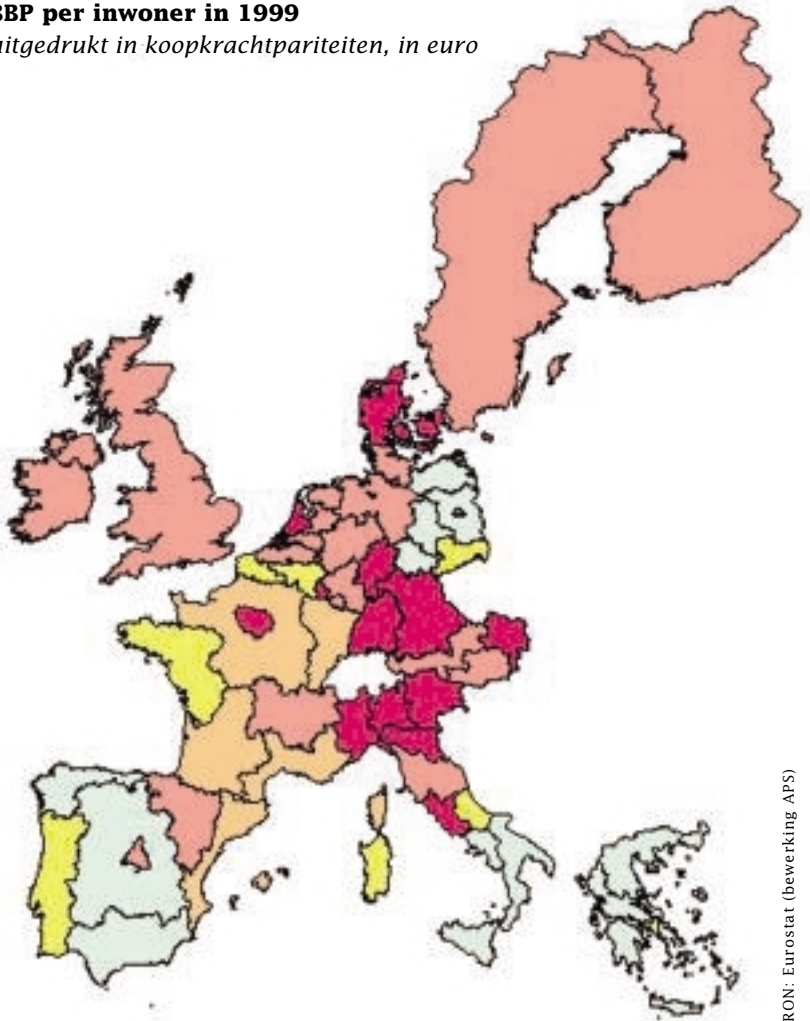 BBP per inwoner in 1999
uitgedrukt in koopkrachtpariteiten, in euro
RON: Eurostat (bewerking APS)